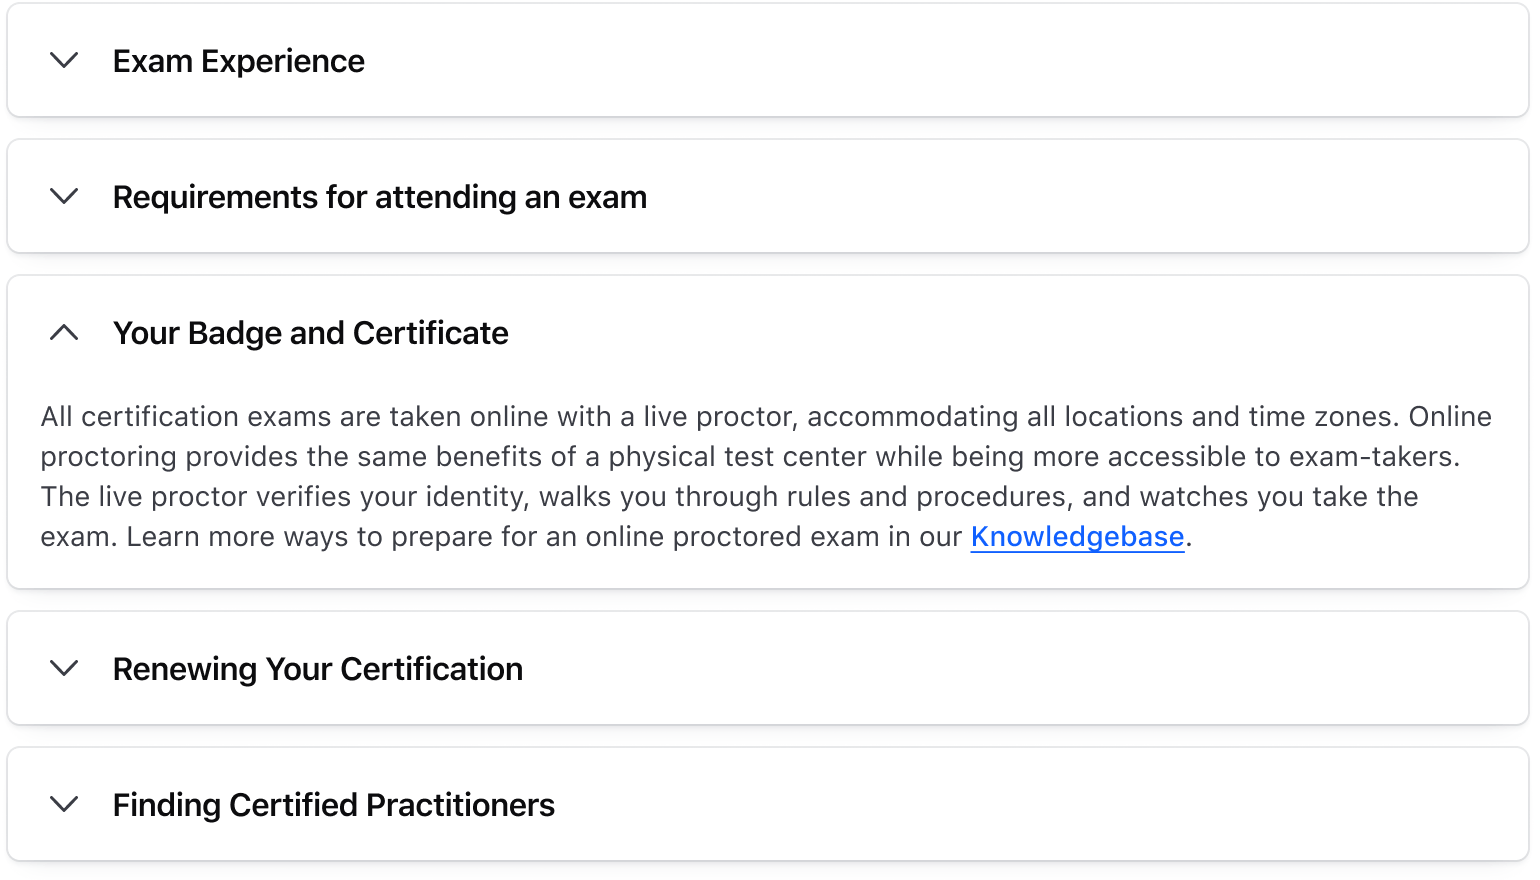 Exam Experience
Requirements for attending an exam
Your Badge and Certificate
All certification exams are taken online with a live proctor, accommodating all locations and time zones. Online
proctoring provides the same benefits of a physical test center while being more accessible to exam-takers.
The live proctor verifies your identity, walks you through rules and procedures, and watches you take the
exam. Learn more ways to prepare for an online proctored exam in our Knowledgebase.
Renewing Your Certification
Finding Certified Practitioners